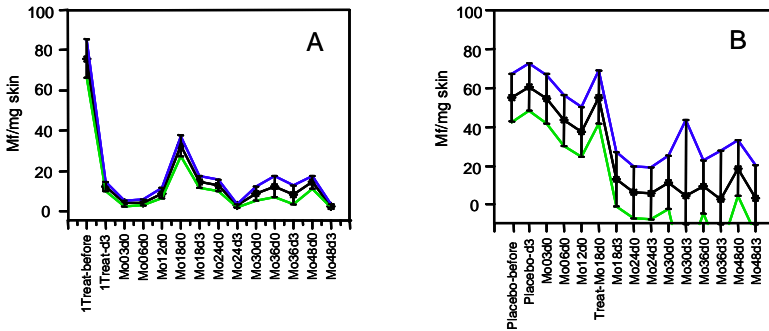 A
Mf/mg skin
100
80
60
40
20
0
1Treat-before
1Treat-d3
Mo03d0
Mo06d0
Mo12d0
Mo18d0
Mo18d3
Mo24d0
Mo24d3
Mo30d0
Mo36d0
Mo36d3
Mo48d0
Mo48d3
B
Mf/mg skin
100
80
60
40
20
0
Placebo-before
Placebo-d3
Mo03d0
Mo06d0
Mo12d0
Treat-Mo18d0
Mo18d3
Mo24d0
Mo24d3
Mo30d0
Mo30d3
Mo36d0
Mo36d3
Mo48d0
Mo48d3